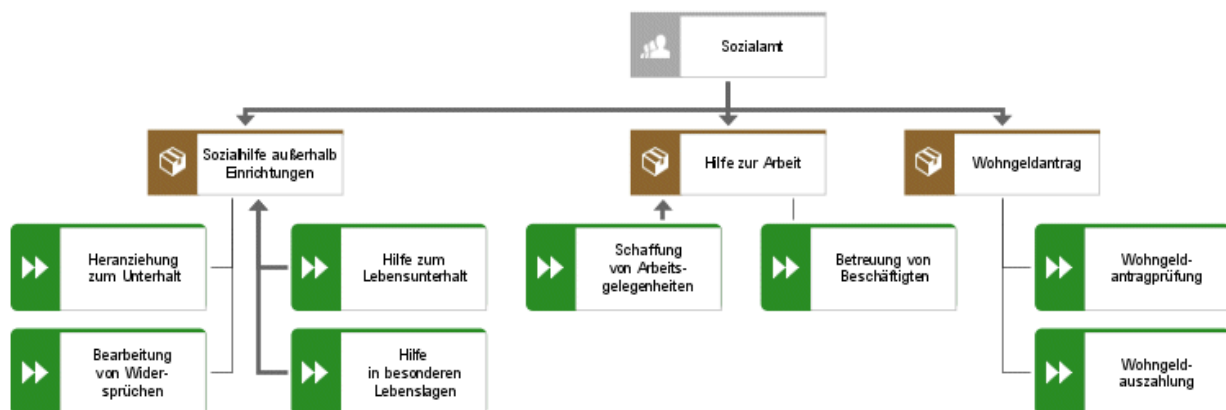 Sozialamt
Sozialhilfe außerhalb
Einrichtungen
Hilfe zur Arbeit
Wohngeldantrag
Heranziehung
zum Unterhalt
Hilfe zum
Lebensunterhalt
Schaffung
von Arbeits-
gelegenheiten
Betreuung von
Beschäftigten
Wohngeld-
antragprüfung
Bearbeitung
von Wider-
sprüchen
Hilfe
in besonderen
Lebenslagen
Wohngeld-
auszahlung